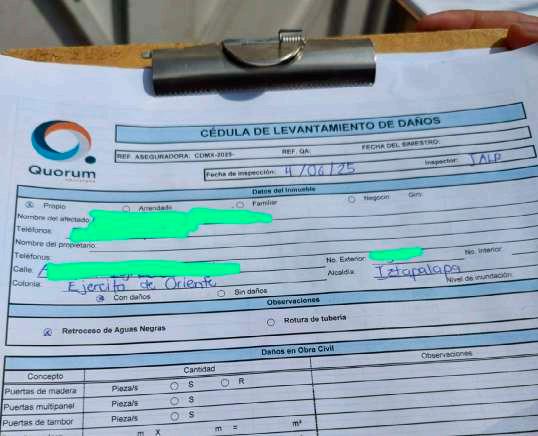 Quorum
CÉDULA DE LEVANTAMIENTO DE DAÑOS
REF. ASEGURADORA: CDMX-2025- REF. QA: FECHA DEL SINIESTRO:
Fecha de inspección: 4/06/25 Inspector: JALP
Datos del Inmueble
Propio Arrendado Familiar Negocio Giro:
Nombre del afectado:
Teléfonos:
Nombre del propietario:
Teléfonos: No. Exterior: No. Interior:
Calle: Alcaldía: Iztapalapa
Colonia: Ejercito de Oriente Nivel de inundación:
Con daños Sin daños
Observaciones
Retroceso de Aguas Negras Rotura de tubería
Daños en Obra Civil
Concepto Cantidad Observaciones
Puertas de madera Pieza/s S R
Puertas multipanel Pieza/s S
Puertas de tambor Pieza/s S
m X m = m²